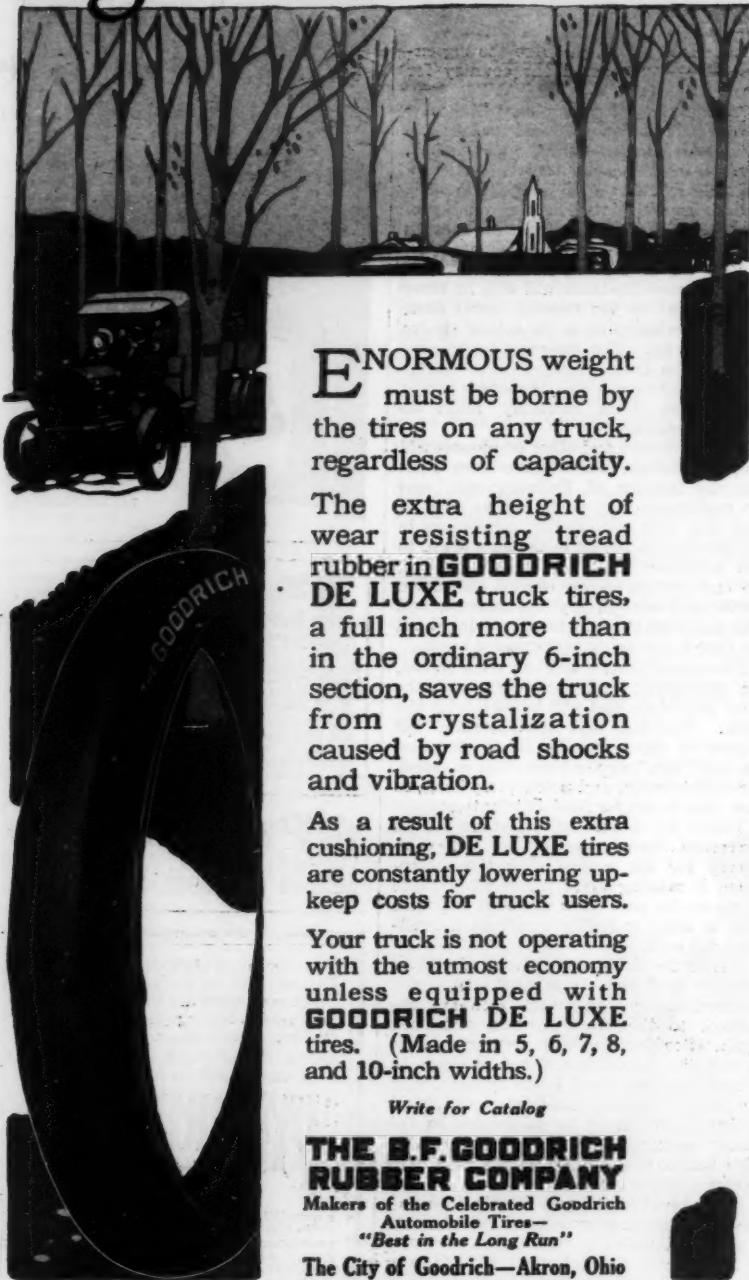 ENORMOUS weight
must be borne by
the tires on any truck,
regardless of capacity.
The extra height of
wear resisting tread
rubber in GOODRICH
DE LUXE truck tires,
a full inch more than
in the ordinary 6-inch
section, saves the truck
from crystalization
caused by road shocks
and vibration.
As a result of this extra
cushioning, DE LUXE tires
are constantly lowering up-
keep costs for truck users.
Your truck is not operating
with the utmost economy
unless equipped with
GOODRICH DE LUXE
tires. (Made in 5, 6, 7, 8,
and 10-inch widths.)
Write for Catalog
THE B.F. GOODRICH
RUBBER COMPANY
Makers of the Celebrated Goodrich
Automobile Tires—
"Best in the Long Run"
The City of Goodrich—Akron, Ohio
GOODRICH